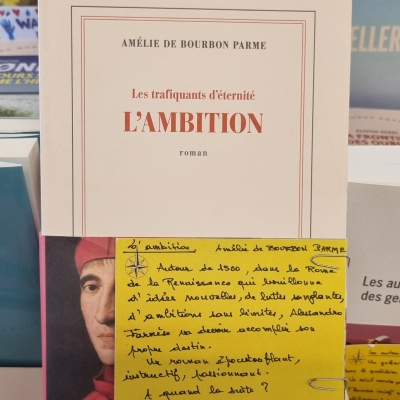 AMÉLIE DE BOURBON PARME
Les trafiquants d'éternité
L'AMBITION
roman
L'ambition Amélie de BOURBON PARME
Autour de 1500, dans la Rome
de la Renaissance qui bouillonne
d'idées nouvelles, de luttes sanglantes,
d'ambitions sans limites, Alessandro
Farnèse va devoir accomplir son
propre destin.
Un roman époustouflant,
instructif, passionnant.
A quand la suite ?
ELLER
A FRONT
Les au
des ge